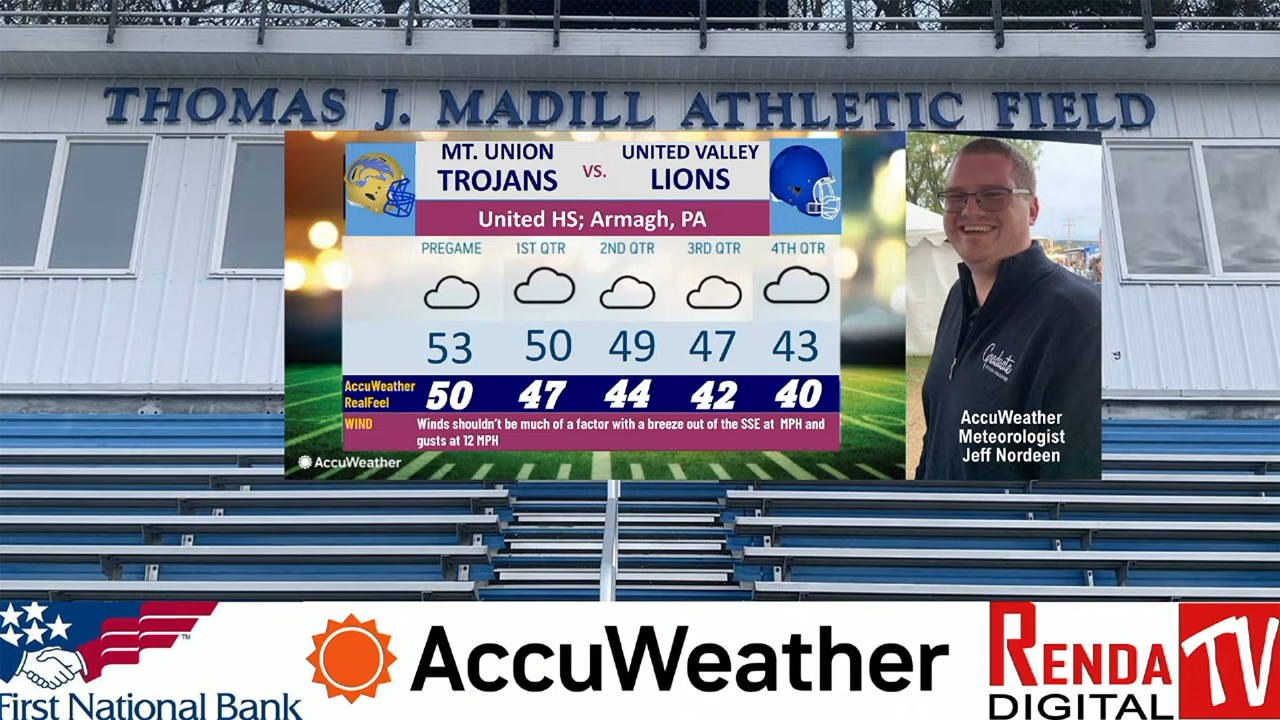 THOMAS J. MADILL ATHLETIC FIELD
MT. UNION
TROJANS
VS.
UNITED VALLEY
LIONS
United HS; Armagh, PA
PREGAME 1ST QTR 2ND QTR 3RD QTR 4TH QTR
53 50 49 47 43
AccuWeather
RealFeel
50 47 44 42 40
WIND
Winds shouldn't be much of a factor with a breeze out of the SSE at MPH and
gusts at 12 MPH
AccuWeather
Graduate
AccuWeather
Meteorologist
Jeff Nordeen
First National Bank
TM
AccuWeather
RENDA
DIGITAL
TV